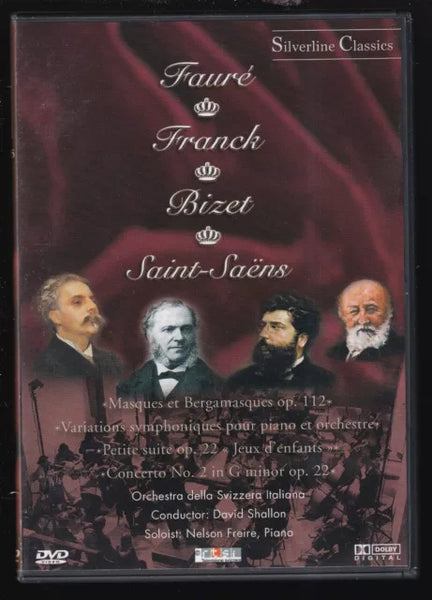 Silverline Classics
Fauré
Franck
Bizet
Saint-Saëns
•Masques et Bergamasques op. 112•
•Variations symphoniques pour piano et orchestre•
•Petite suite op. 22 « Jeux d'enfants »•
•Concerto No. 2 in G minor op. 22•
Orchestra della Svizzera Italiana
Conductor: David Shallon
Soloist: Nelson Freire, Piano
DVD
VIDEO
DOLBY
DIGITAL